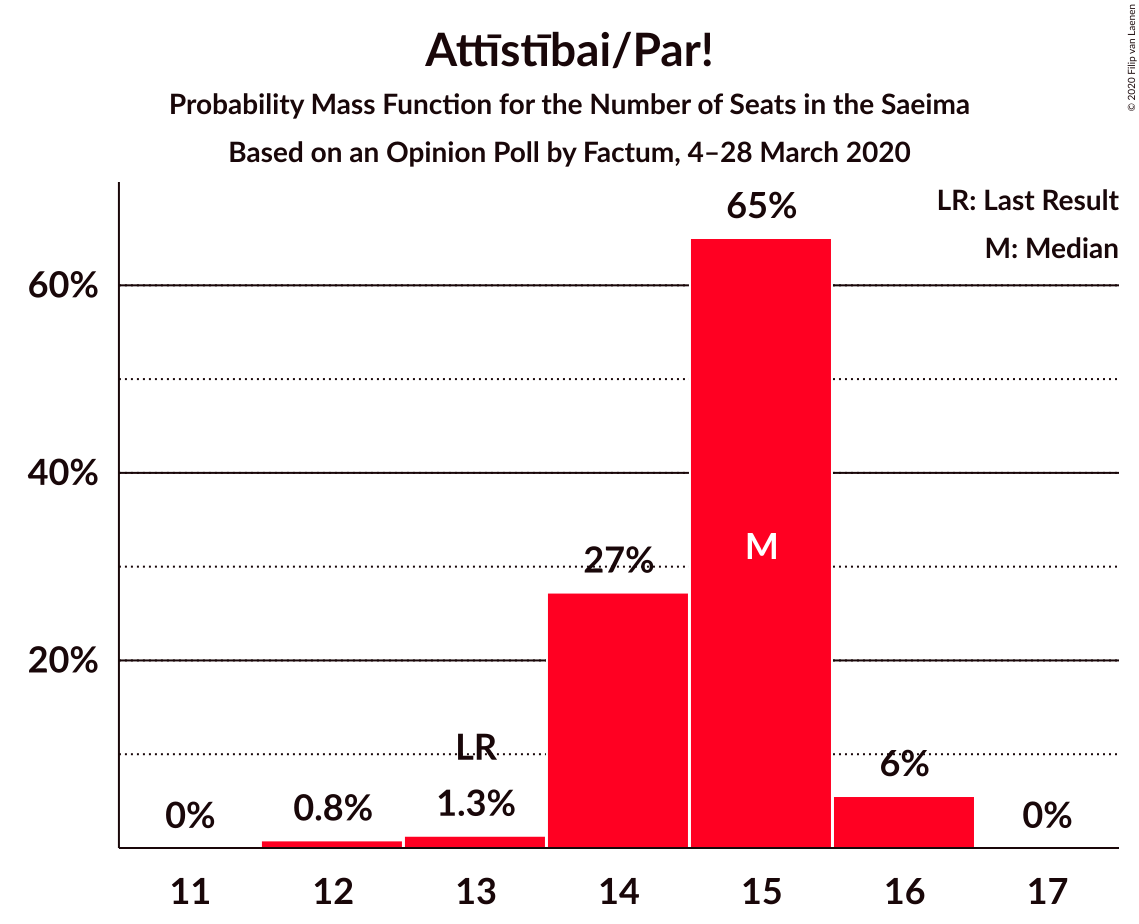 Attīstībai/Par!
Probability Mass Function for the Number of Seats in the Saeima
Based on an Opinion Poll by Factum, 4–28 March 2020
© 2020 Filip van Laenen
LR: Last Result
M: Median
60%
40%
20%
0%
0.8%
LR
1.3%
27%
65%
M
6%
0%
11 12 13 14 15 16 17